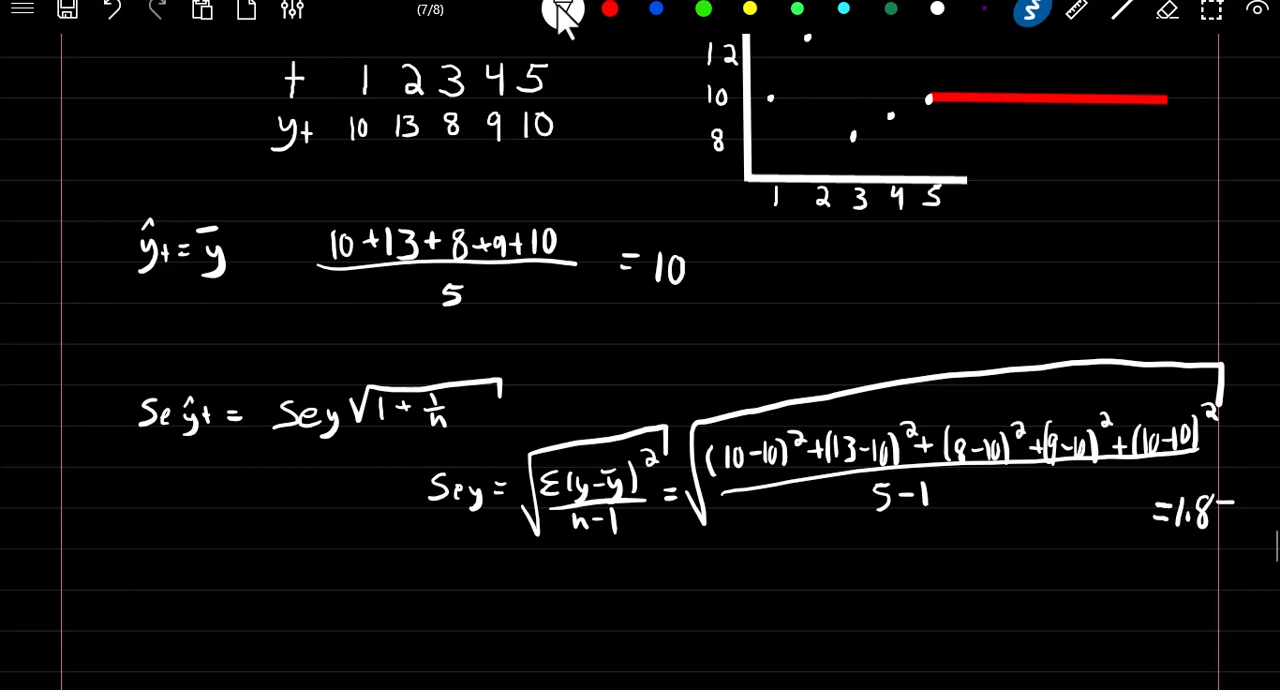 (7/8)
t 1 2 3 4 5
yt 10 13 8 9 10
12
10
8
1 2 3 4 5
ŷt = ȳ (10+13+8+9+10)/5 = 10
Se ŷt = Sey √(1 + 1/n)
Sey = √(Σ(y-ȳ)²/(n-1)) = √(((10-10)²+(13-10)²+(8-10)²+(9-10)²+(10-10)²)/(5-1))
=1.8